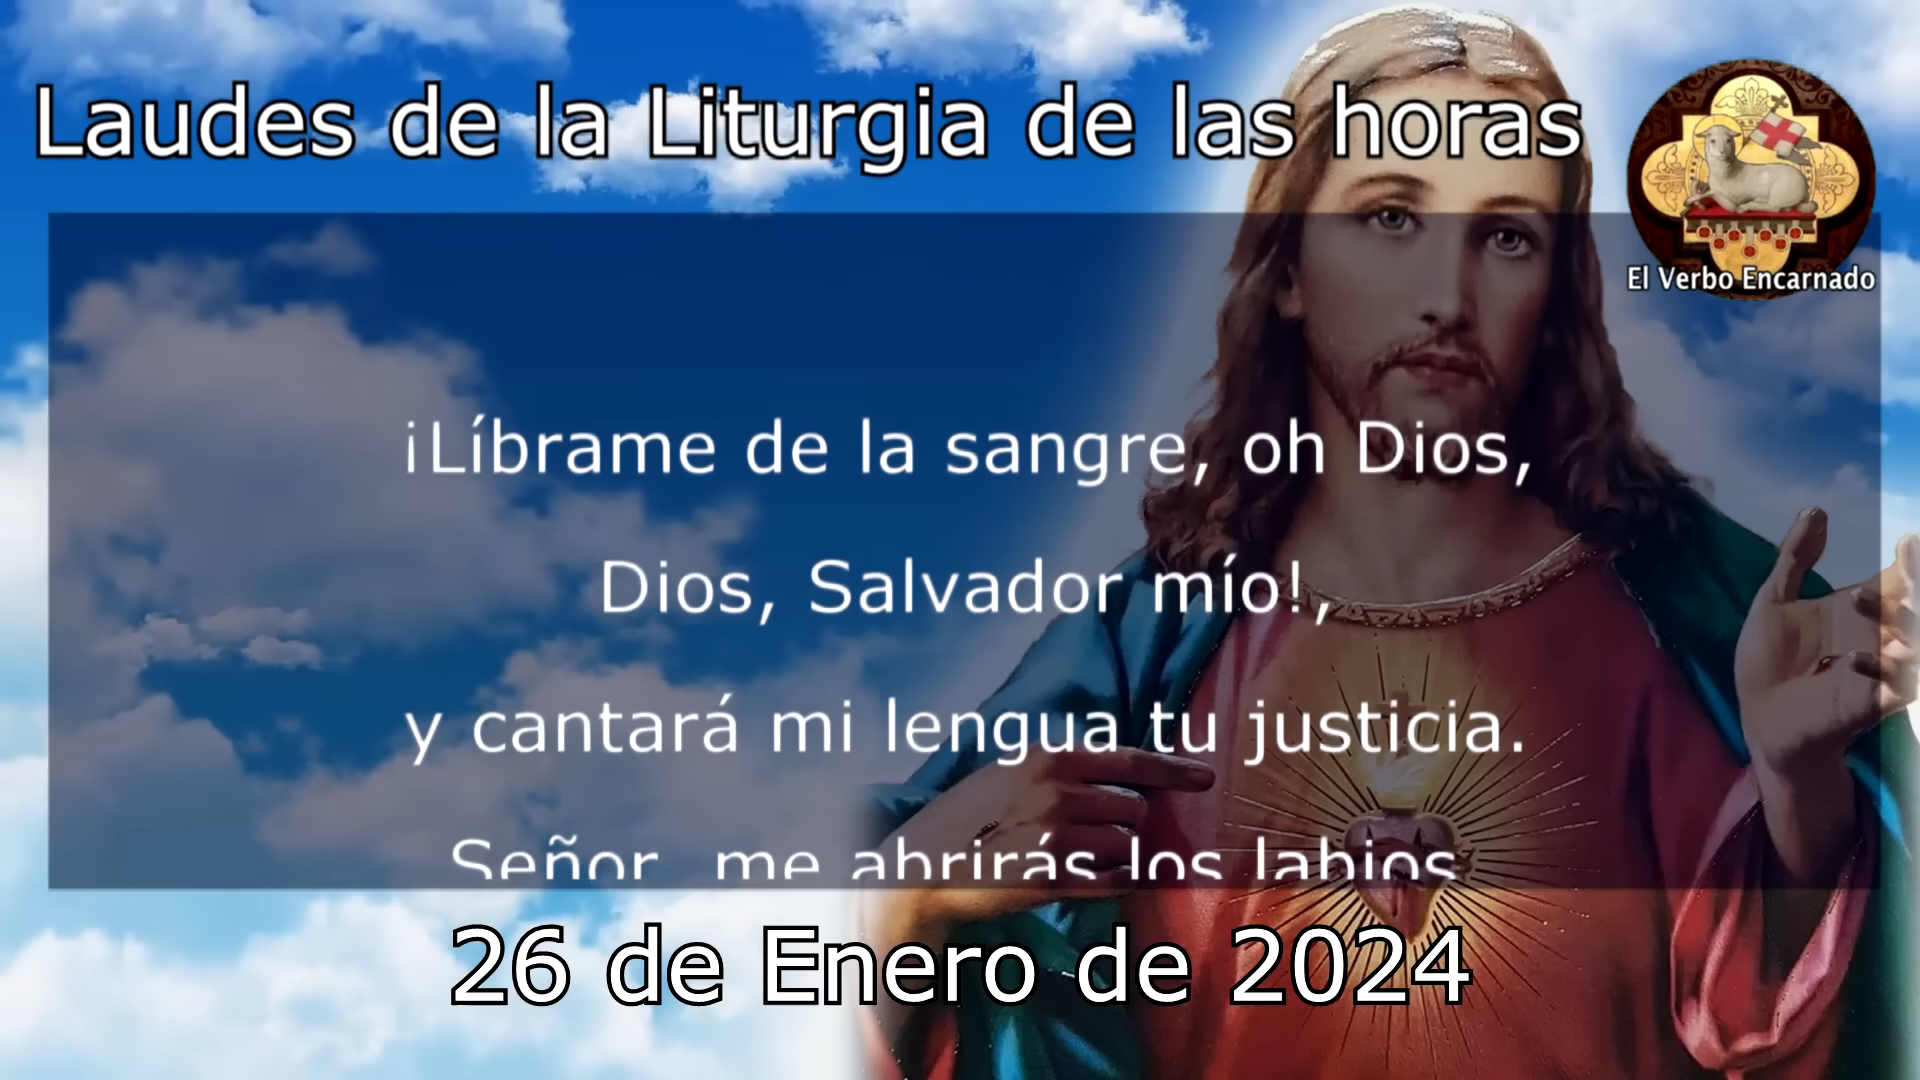 Laudes de la Liturgia de las horas
El Verbo Encarnado
¡Líbrame de la sangre, oh Dios,
Dios, Salvador mío!,
y cantará mi lengua tu justicia.
Señor, me abrirás los labios
26 de Enero de 2024